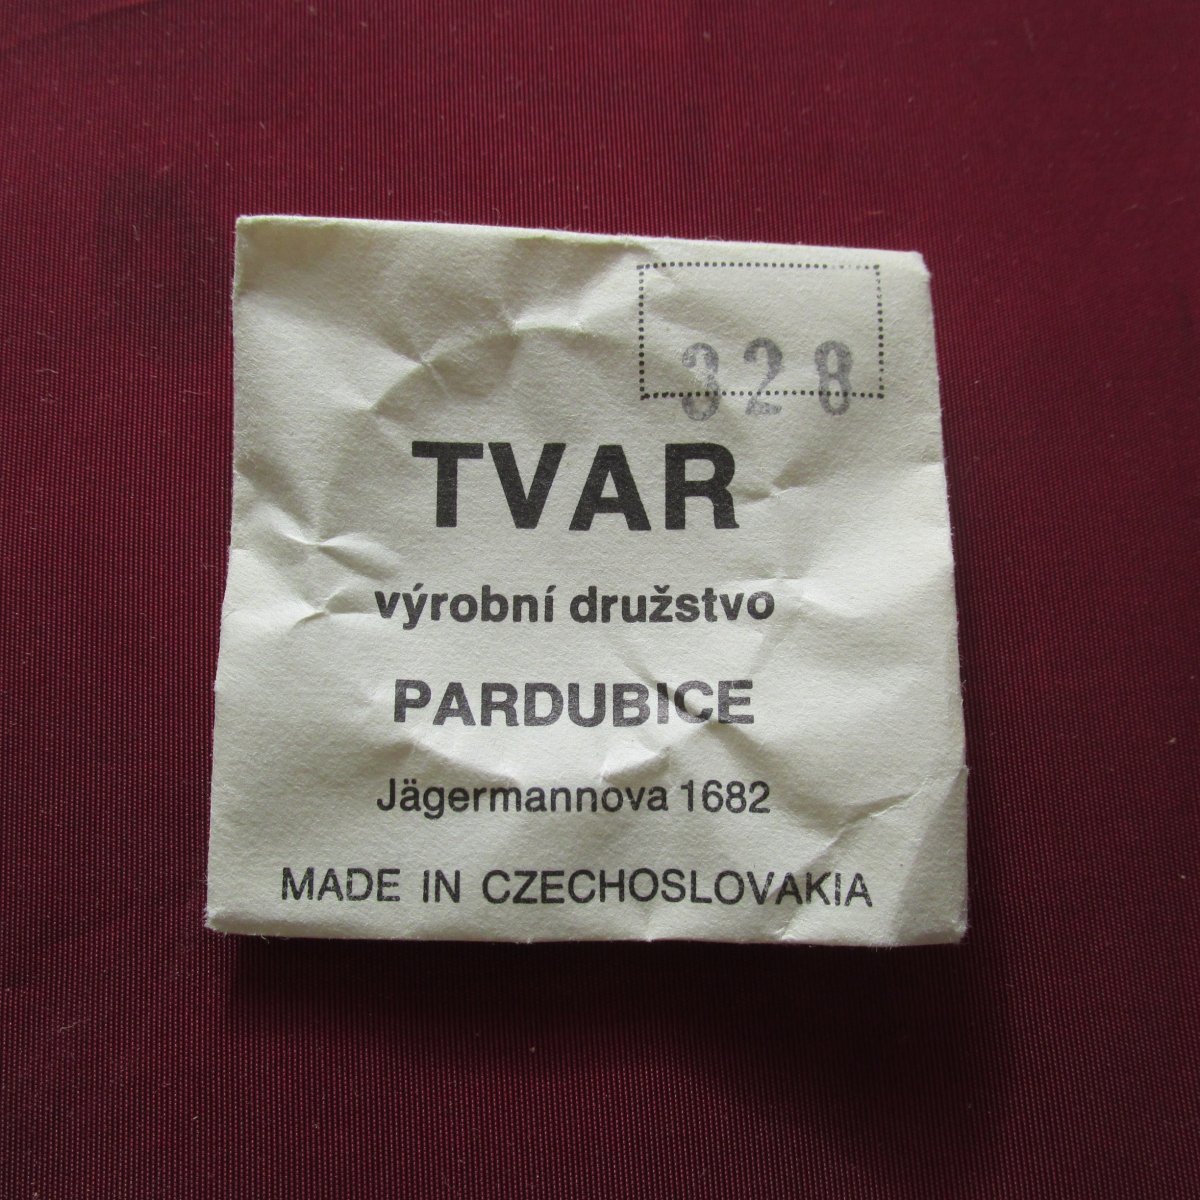 328
TVAR
výrobní družstvo
PARDUBICE
Jägermannova 1682
MADE IN CZECHOSLOVAKIA